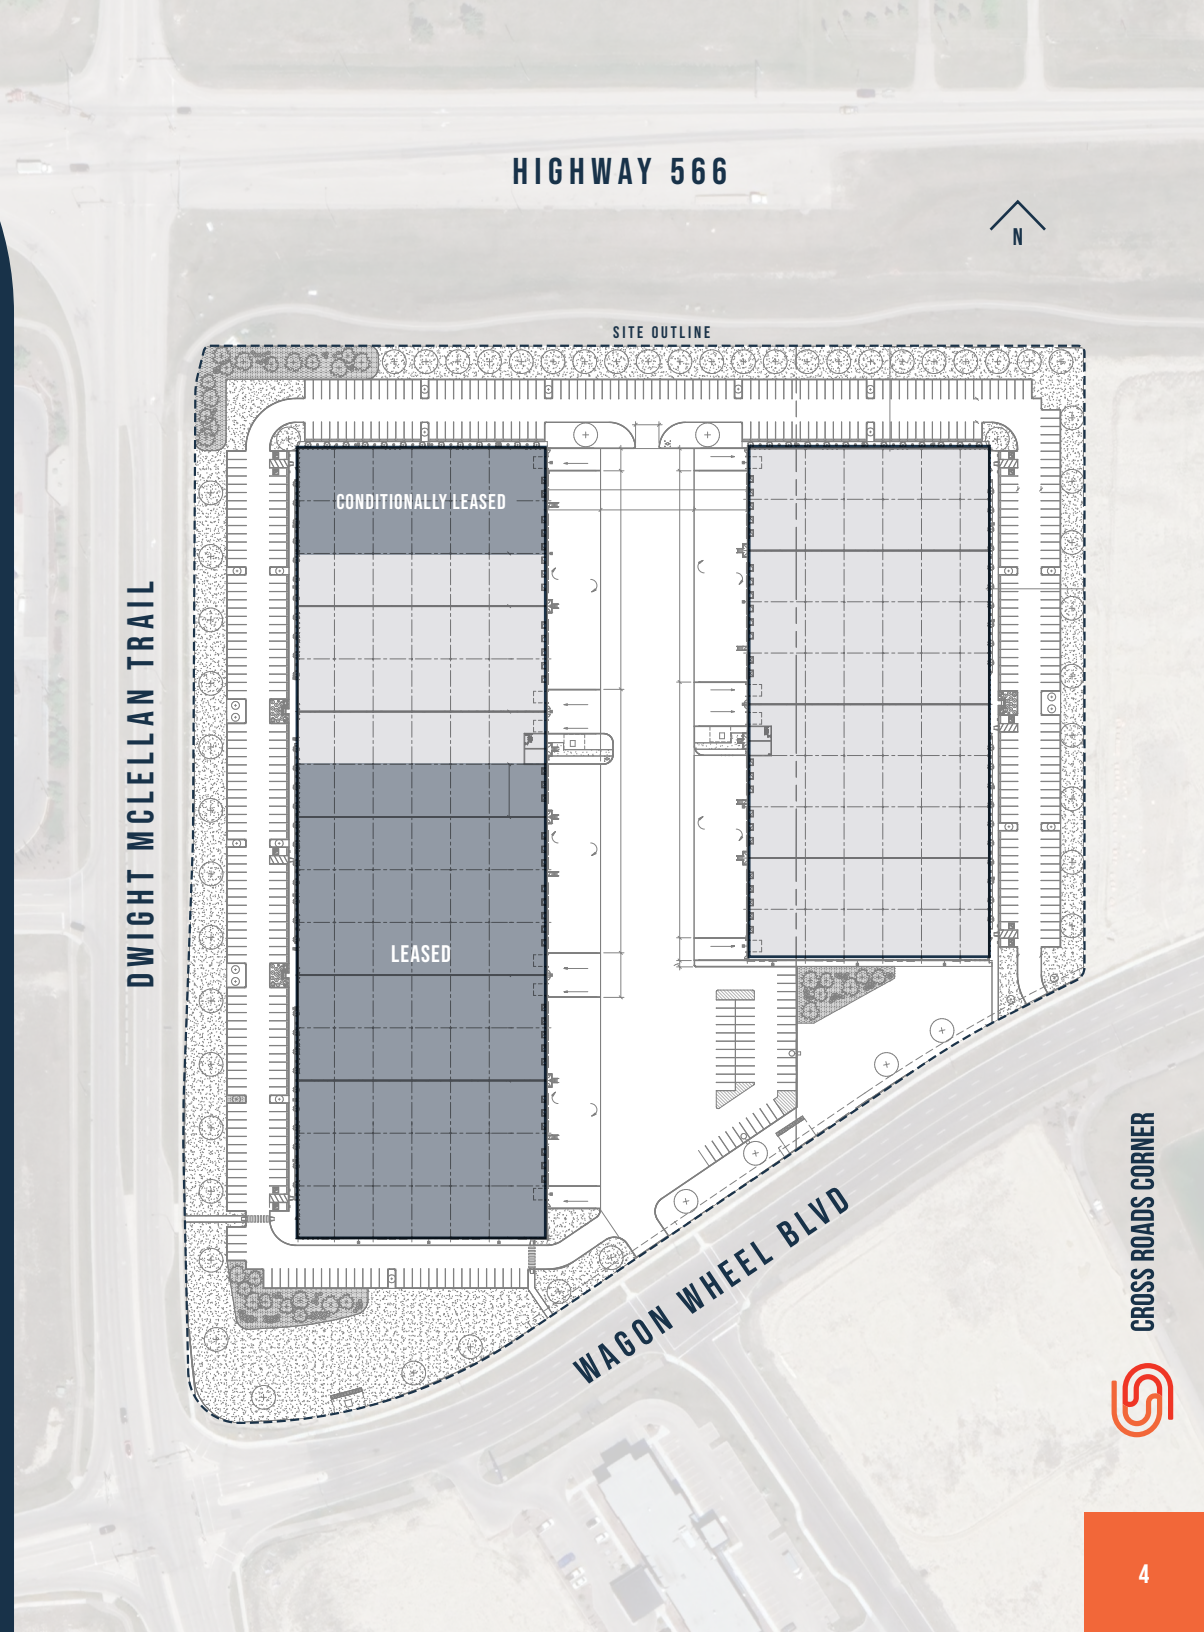 HIGHWAY 566
N
SITE OUTLINE
CONDITIONALLY LEASED
DWIGHT MCLELLAN TRAIL
LEASED
WAGON WHEEL BLVD
CROSS ROADS CORNER
4